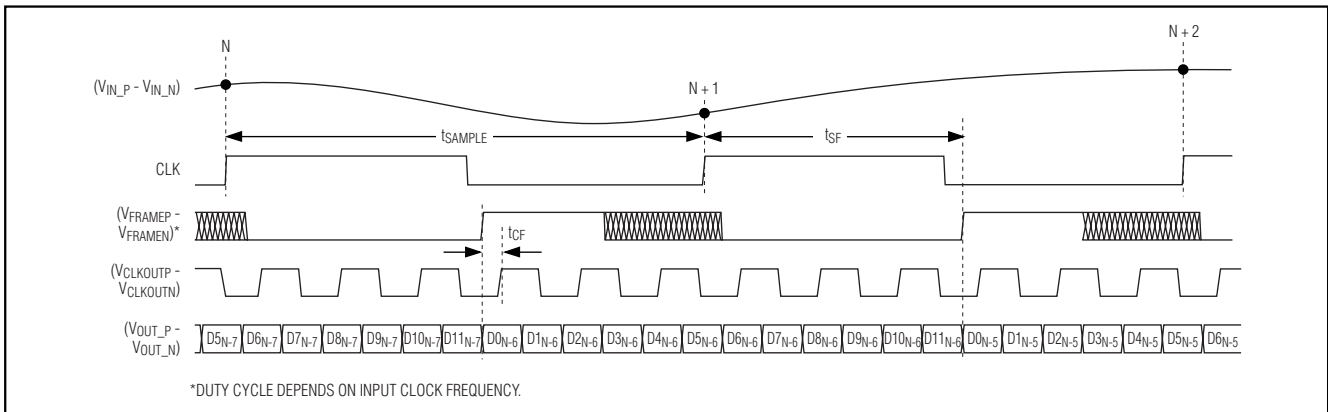 N
N + 1
N + 2
(VIN_P - VIN_N)
tSAMPLE
tSF
CLK
(VFRAMEP -
VFRAMEN)*
tCF
(VCLKOUTP -
VCLKOUTN)
(VOUT_P -
VOUT_N)
D5N-7 D6N-7 D7N-7 D8N-7 D9N-7 D10N-7 D11N-7 D0N-6 D1N-6 D2N-6 D3N-6 D4N-6 D5N-6 D6N-6 D7N-6 D8N-6 D9N-6 D10N-6 D11N-6 D0N-5 D1N-5 D2N-5 D3N-5 D4N-5 D5N-5 D6N-5
*DUTY CYCLE DEPENDS ON INPUT CLOCK FREQUENCY.